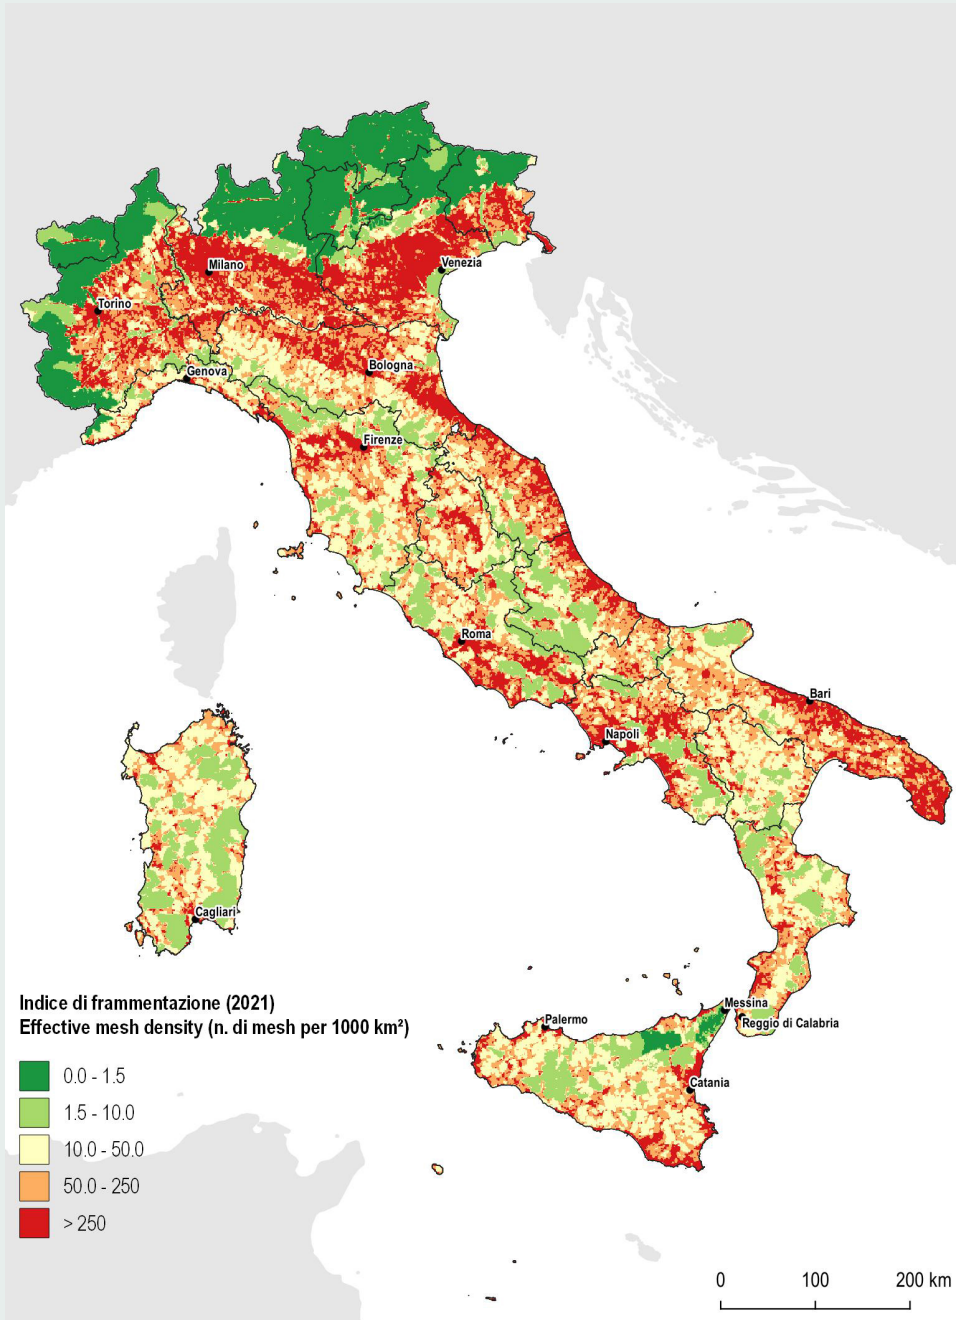 Milano
Venezia
Torino
Bologna
Genova
Firenze
Roma
Bari
Napoli
Cagliari
Indice di frammentazione (2021)
Effective mesh density (n. di mesh per 1000 km²)
Messina
Palermo
Reggio di Calabria
Catania
0.0 - 1.5
1.5 - 10.0
10.0 - 50.0
50.0 - 250
> 250
0 100 200 km